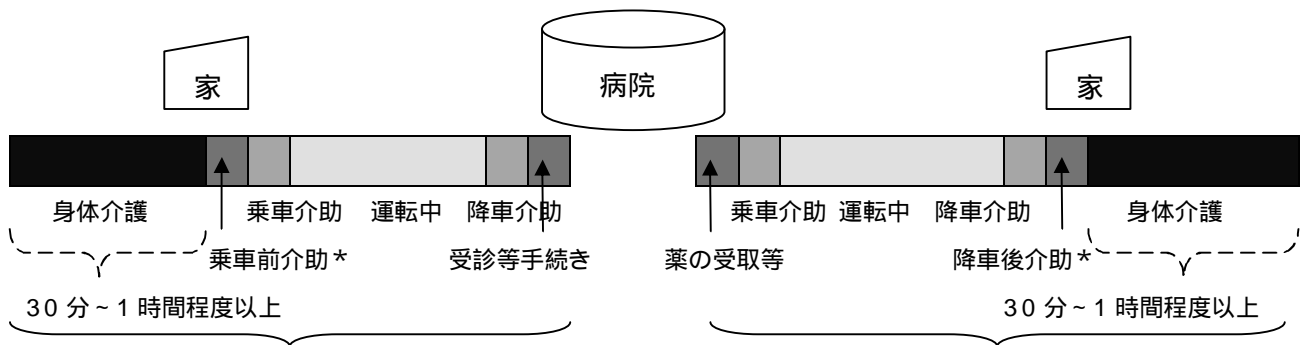 家 病院 家
身体介護 乗車介助 運転中 降車介助 乗車介助 運転中 降車介助 身体介護
乗車前介助* 受診等手続き 薬の受取等 降車後介助*
30分~1時間程度以上 30分~1時間程度以上